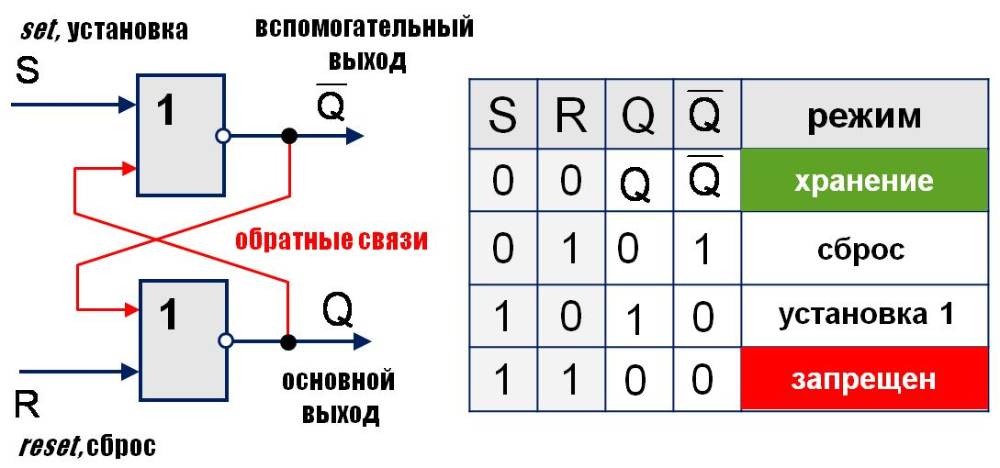 set, установка
S
вспомогательный
выход
Q̅
1
обратные связи
1
Q
основной
выход
R
reset, сброс
S R Q Q̅ режим
0 0 Q Q̅ хранение
0 1 0 1 сброс
1 0 1 0 установка 1
1 1 0 0 запрещен